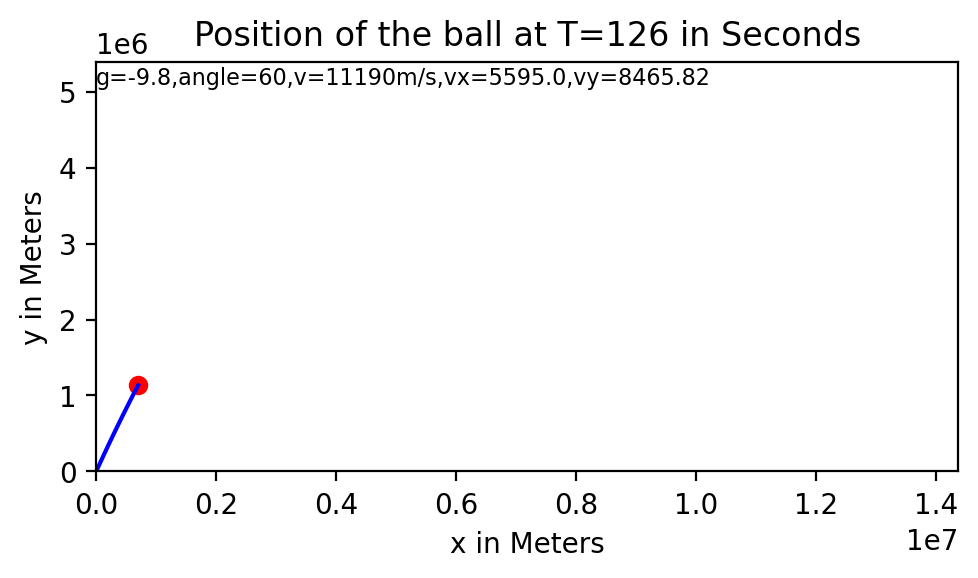 Position of the ball at T=126 in Seconds
1e6
g=-9.8,angle=60,v=11190m/s,vx=5595.0,vy=8465.82
5
4
3
2
1
0
y in Meters
0.0 0.2 0.4 0.6 0.8 1.0 1.2 1.4
x in Meters
1e7